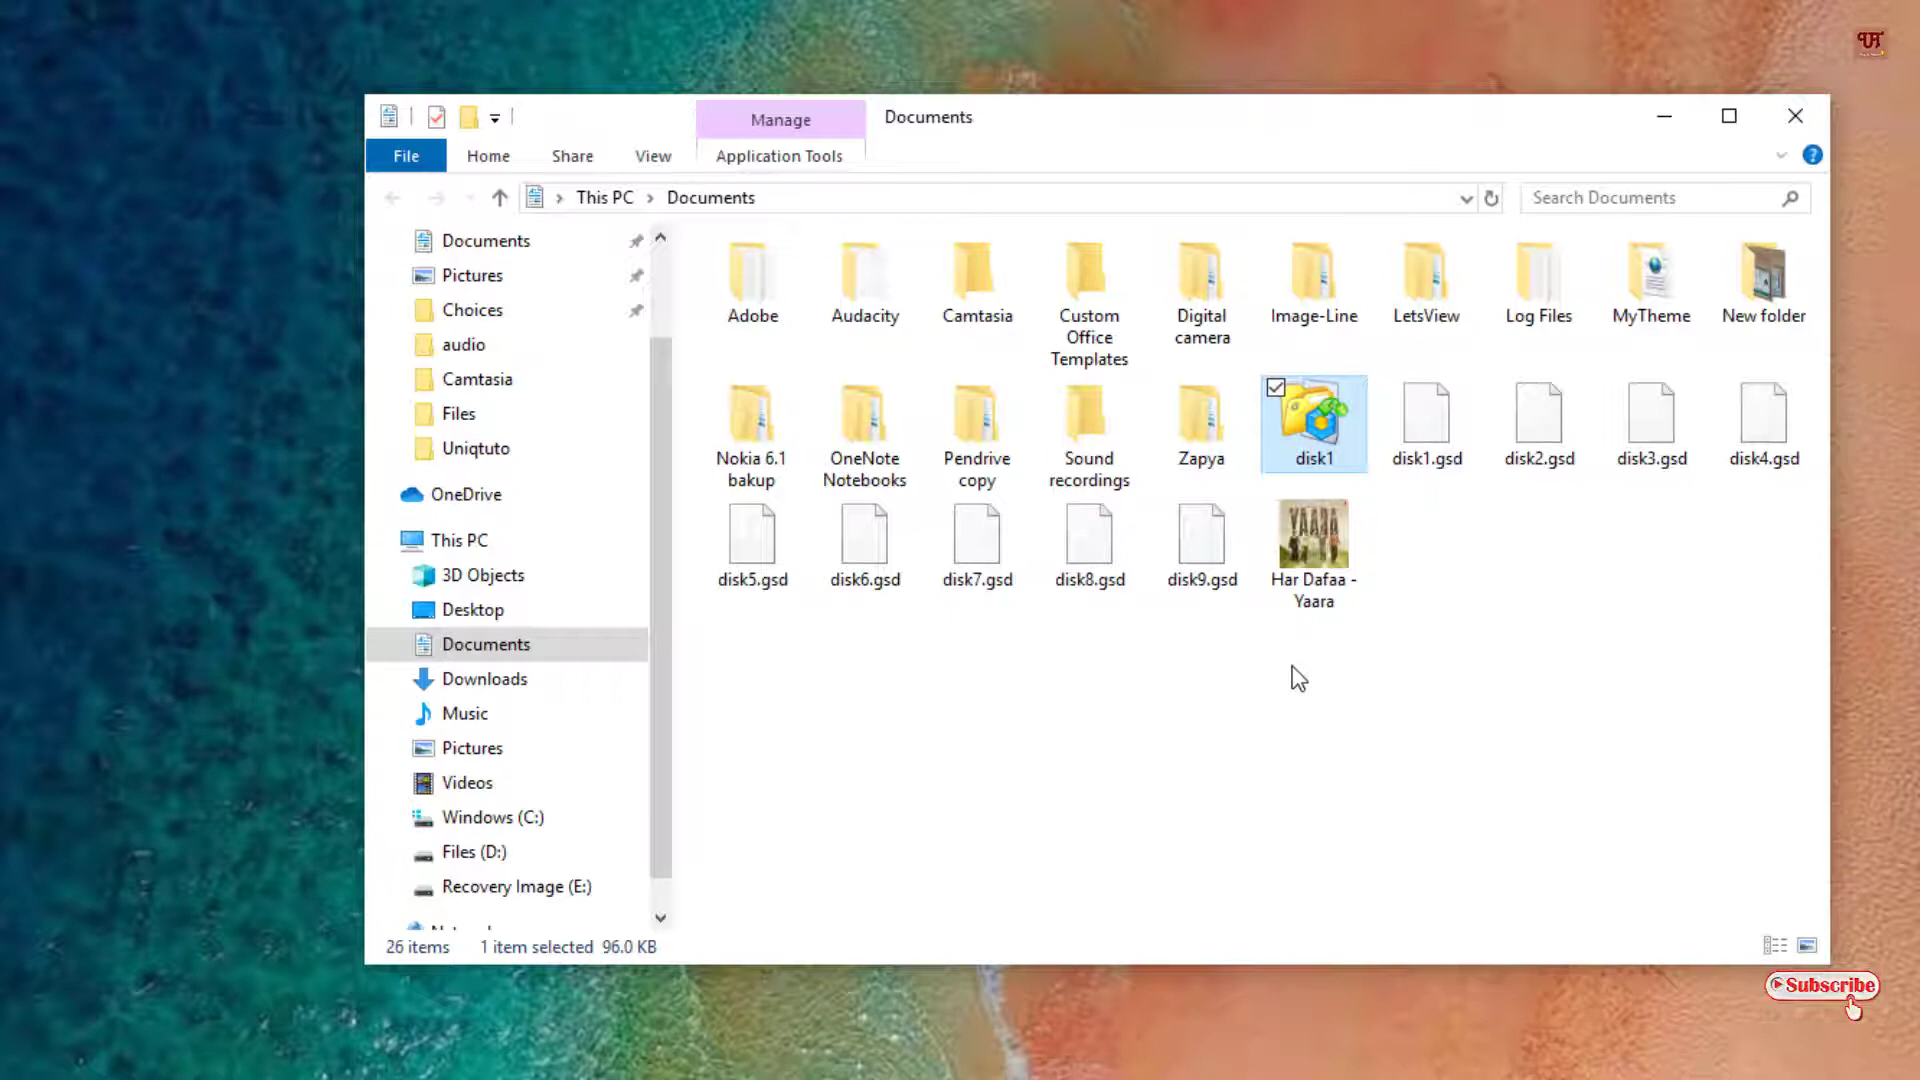 Manage
Documents
File
Home
Share
View
Application Tools
This PC
Documents
Search Documents
Documents
Pictures
Choices
audio
Camtasia
Files
Uniqtuto
OneDrive
This PC
3D Objects
Desktop
Documents
Downloads
Music
Pictures
Videos
Windows (C:)
Files (D:)
Recovery Image (E:)
Adobe
Audacity
Camtasia
Custom
Office
Templates
Digital
camera
Image-Line
LetsView
Log Files
MyTheme
New folder
Nokia 6.1
bakup
OneNote
Notebooks
Pendrive
copy
Sound
recordings
Zapya
disk1
disk1.gsd
disk2.gsd
disk3.gsd
disk4.gsd
disk5.gsd
disk6.gsd
disk7.gsd
disk8.gsd
disk9.gsd
YAARA
Har Dafaa -
Yaara
26 items
1 item selected 96.0 KB
Subscribe